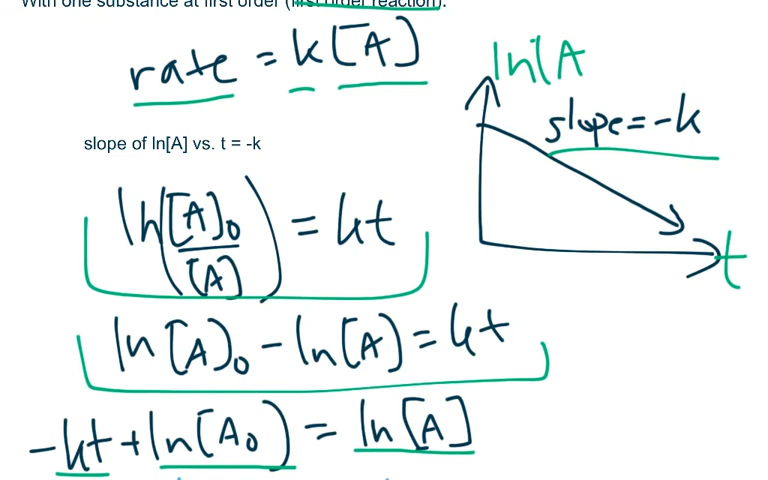 With one substance at first order (first order reaction):
rate = k[A]
ln[A
slope = -k
slope of ln[A] vs. t = -k
ln([A]₀/[A]) = kt
t
ln[A]₀ - ln[A] = kt
-kt + ln[A₀] = ln[A]